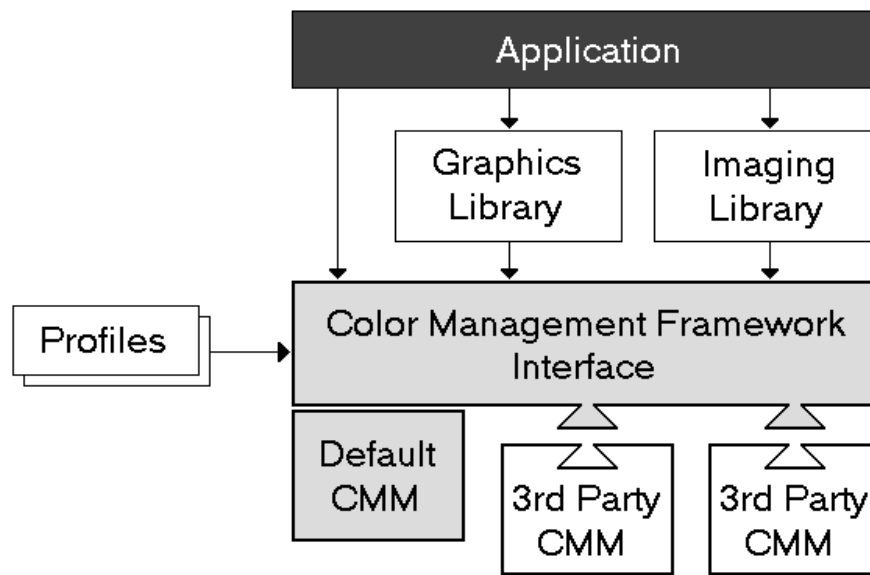 Application
Graphics
Library
Imaging
Library
Color Management Framework
Interface
Profiles
Default
CMM
3rd Party
CMM
3rd Party
CMM